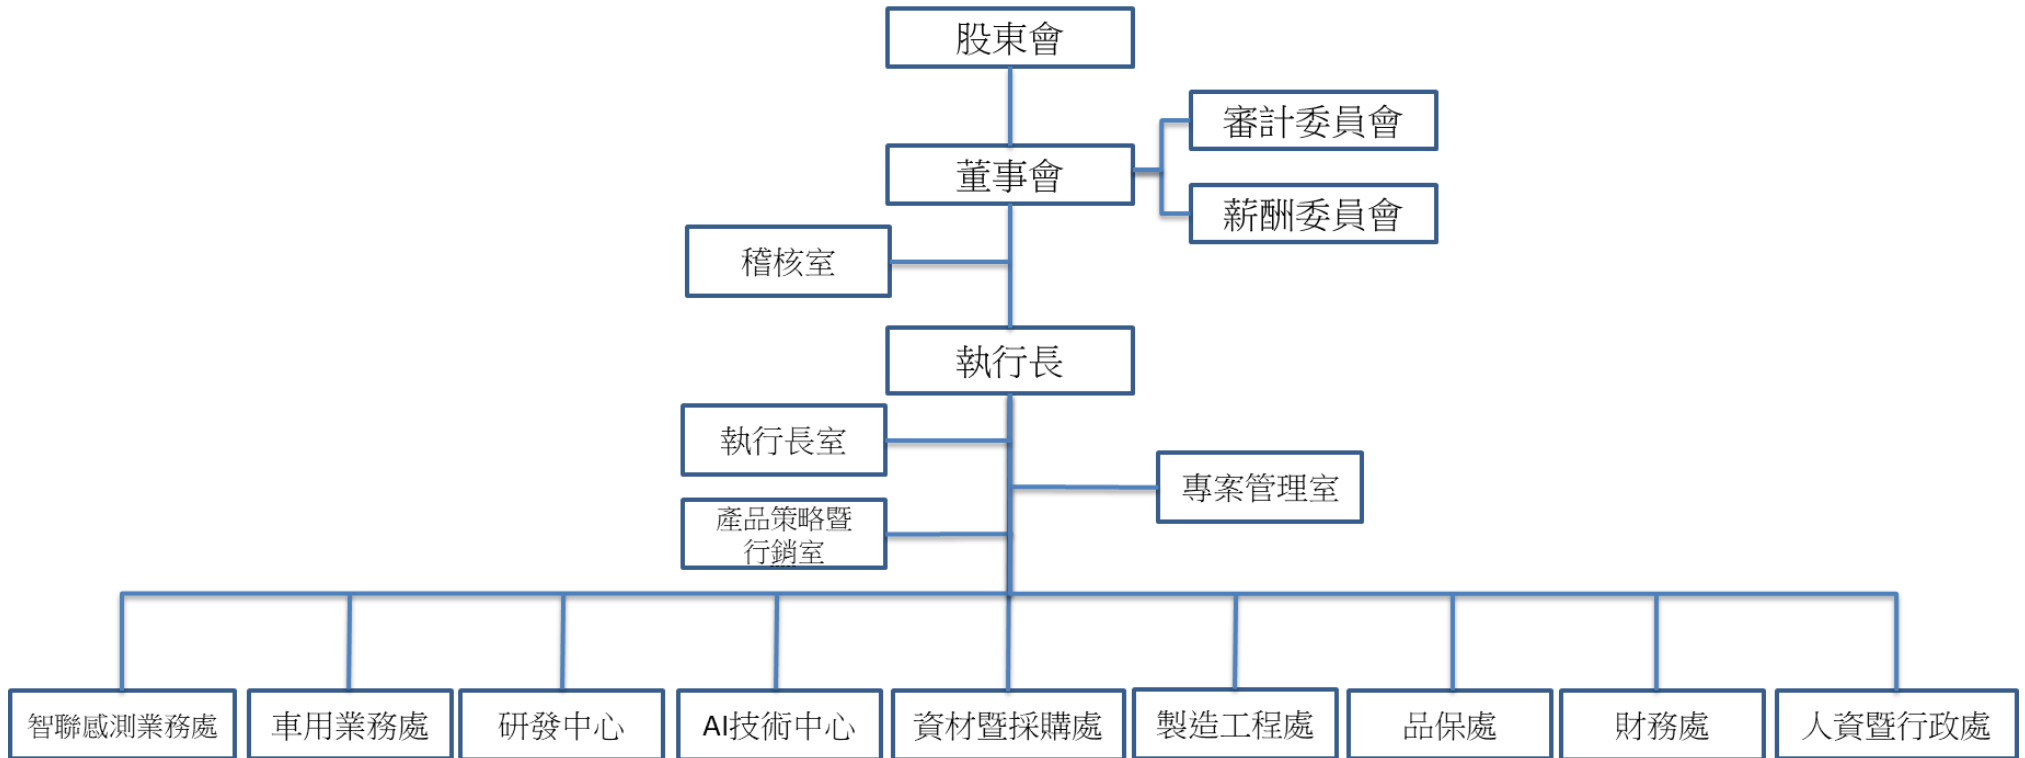 股東會
審計委員會
董事會
薪酬委員會
稽核室
執行長
執行長室
專案管理室
產品策略暨
行銷室
智聯感測業務處
車用業務處
研發中心
AI技術中心
資材暨採購處
製造工程處
品保處
財務處
人資暨行政處